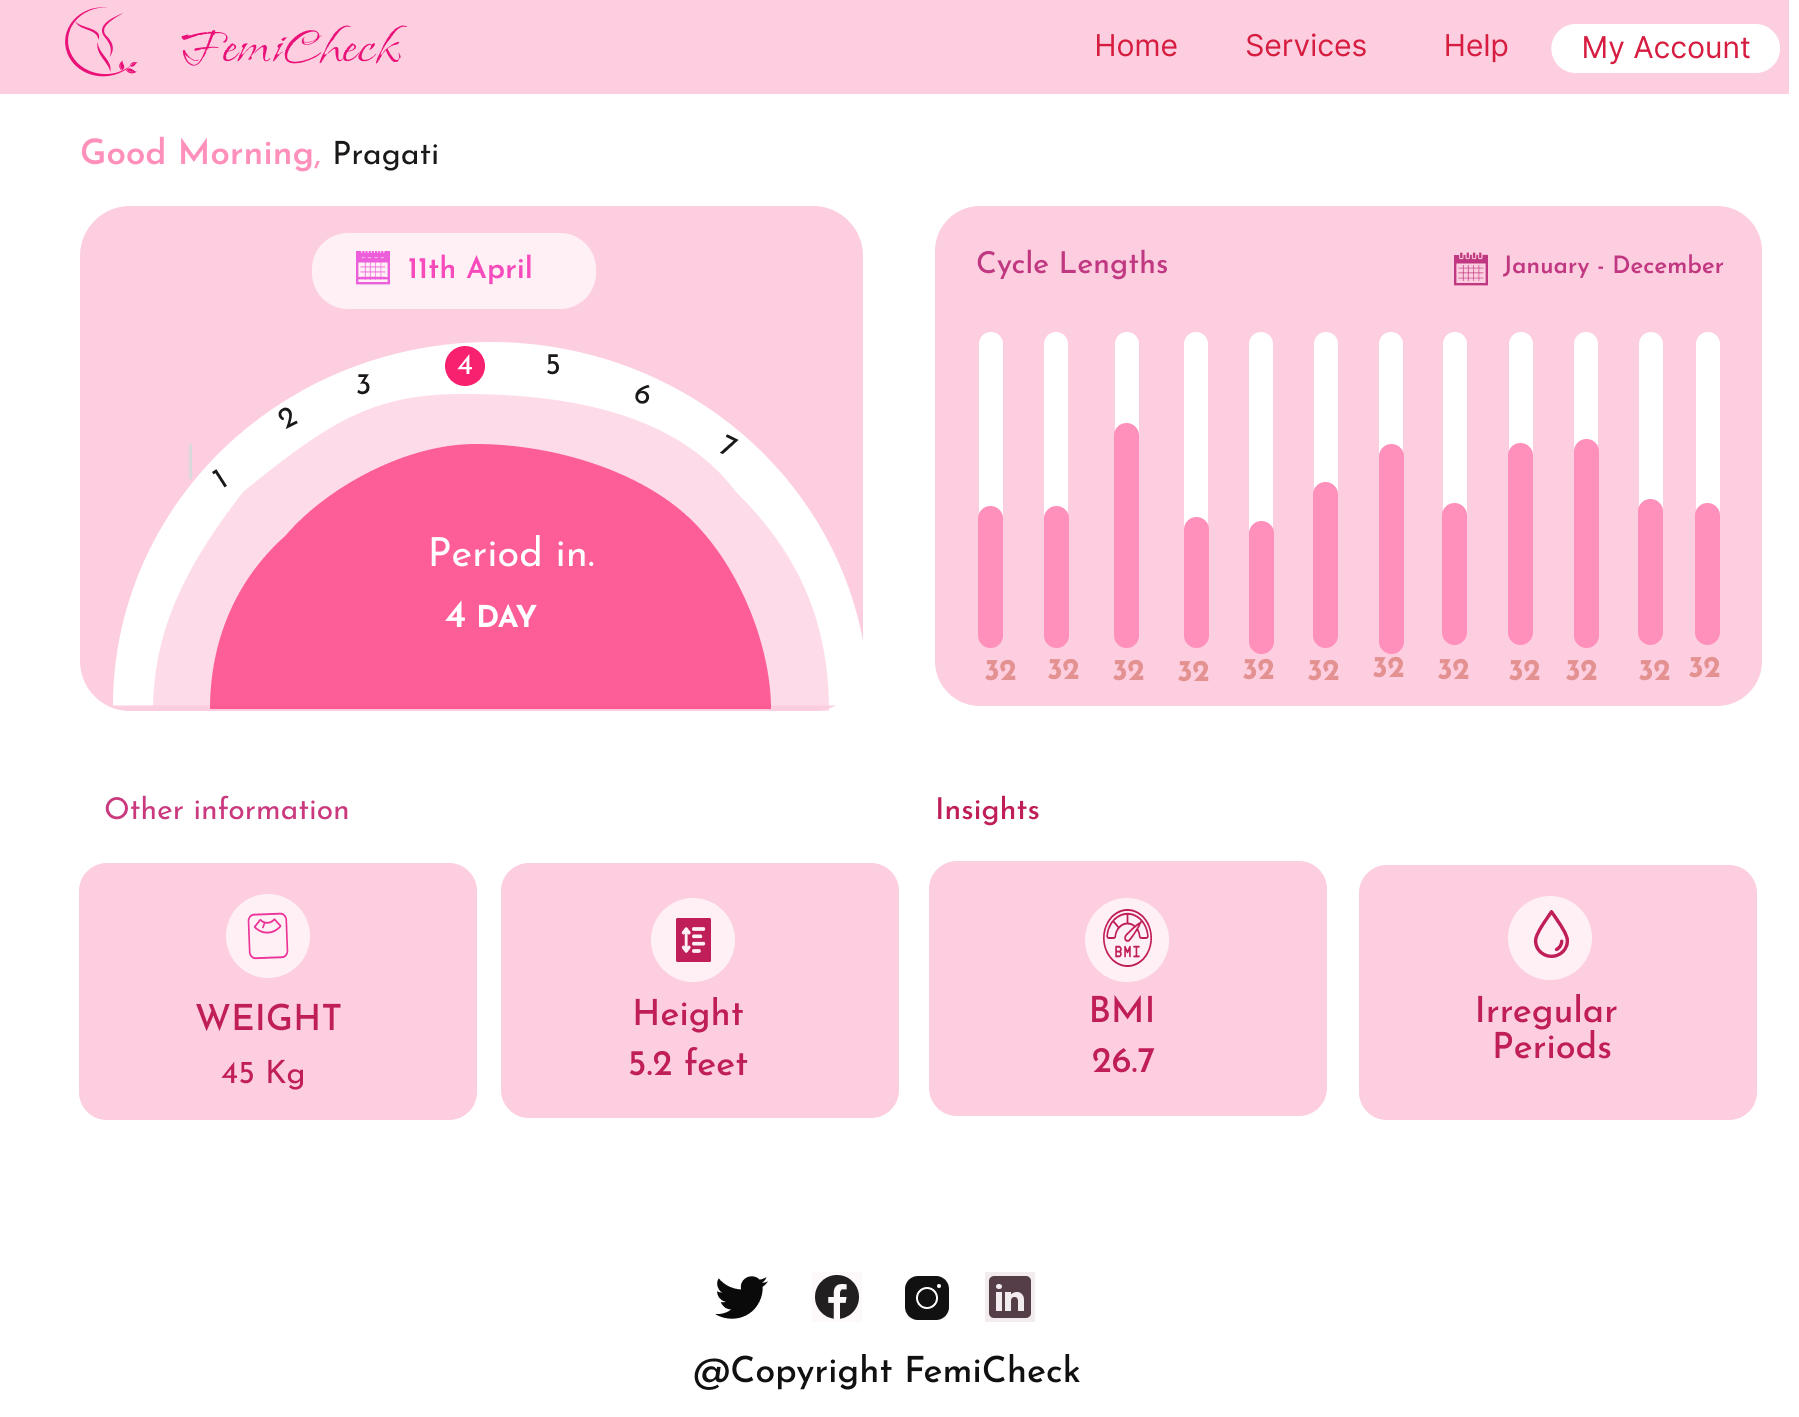 FemiCheck
Home Services Help My Account
Good Morning, Pragati
11th April
1 2 3 4 5 6 7
Period in.
4 DAY
Cycle Lengths
January - December
32 32 32 32 32 32 32 32 32 32 32 32
Other information
Insights
WEIGHT
45 Kg
Height
5.2 feet
BMI
BMI
26.7
Irregular
Periods
in
@Copyright FemiCheck